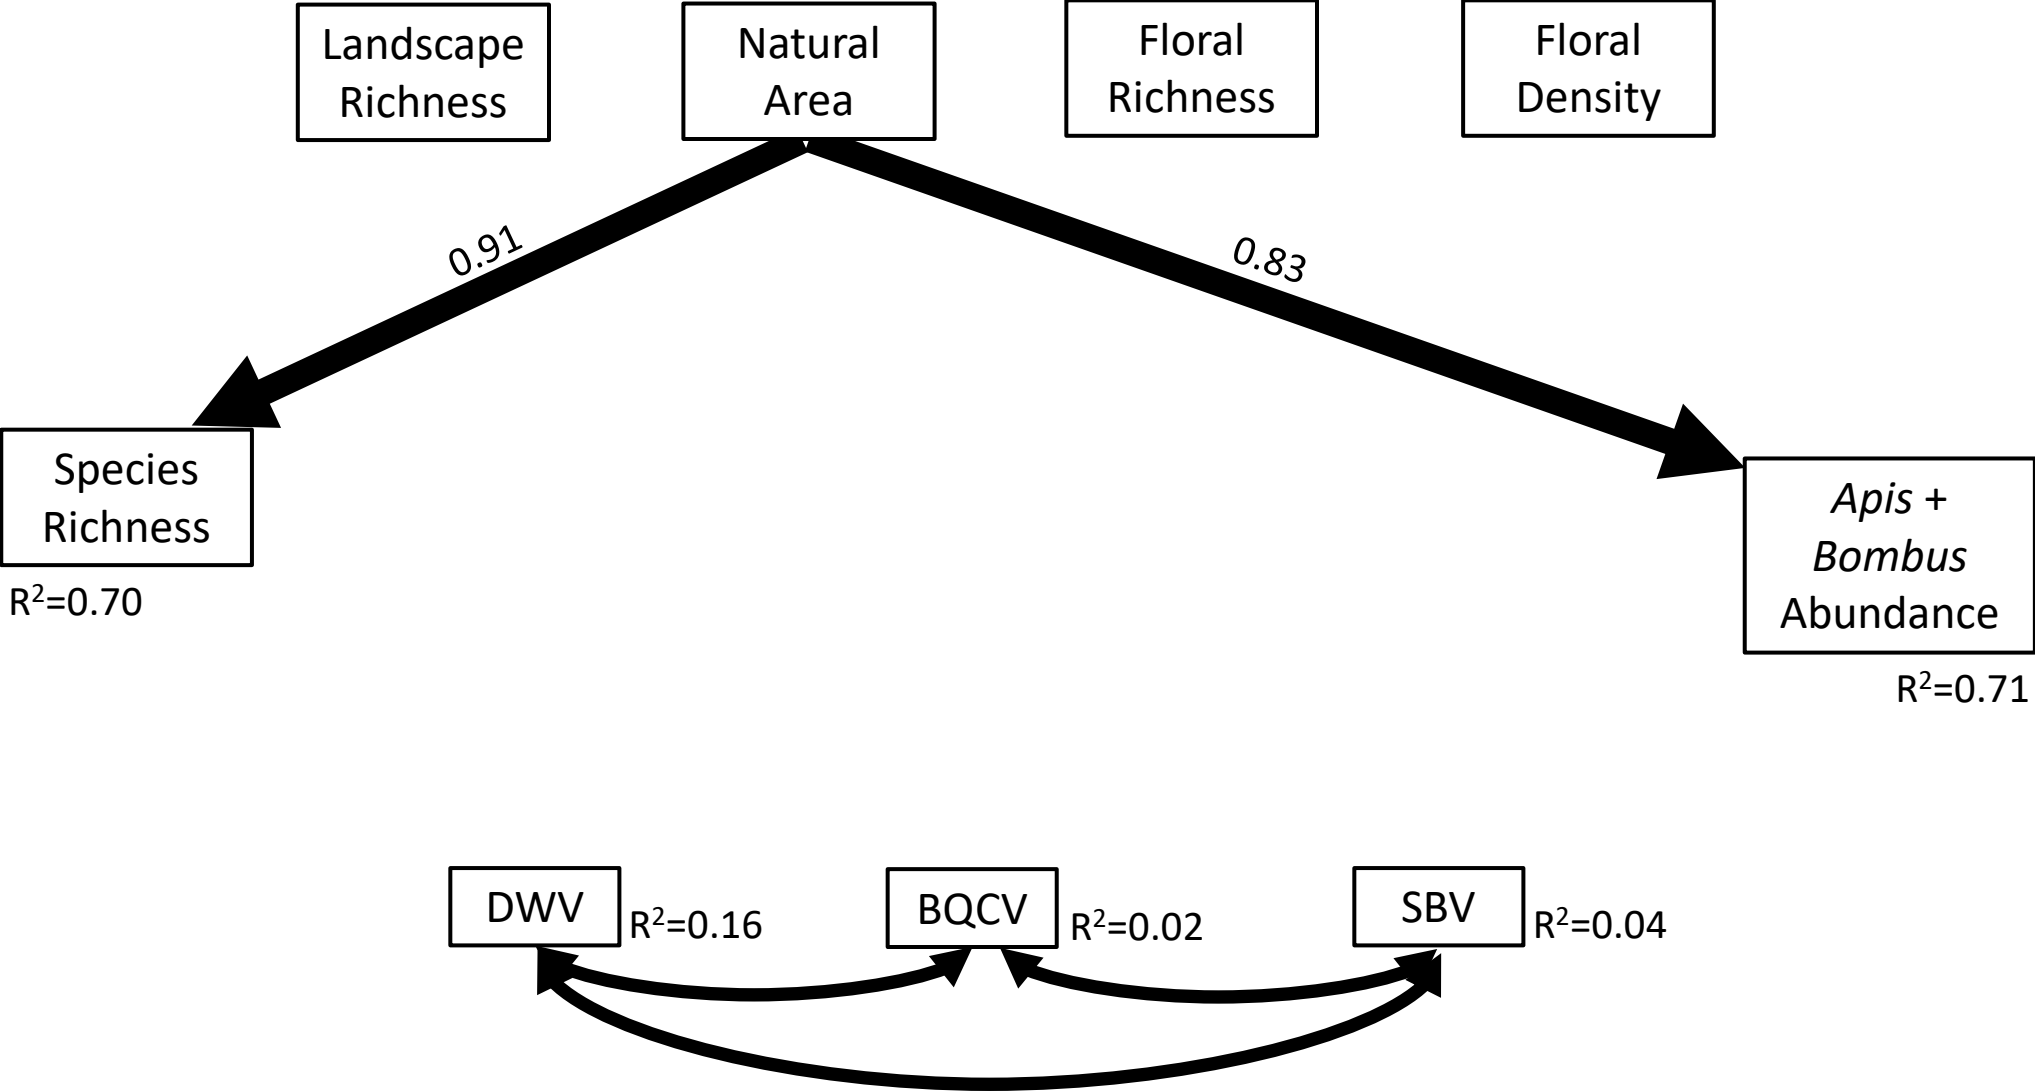 Landscape
Richness
Natural
Area
Floral
Richness
Floral
Density
0.91
0.83
Species
Richness
R²=0.70
Apis +
Bombus
Abundance
R²=0.71
DWV
R²=0.16
BQCV
R²=0.02
SBV
R²=0.04